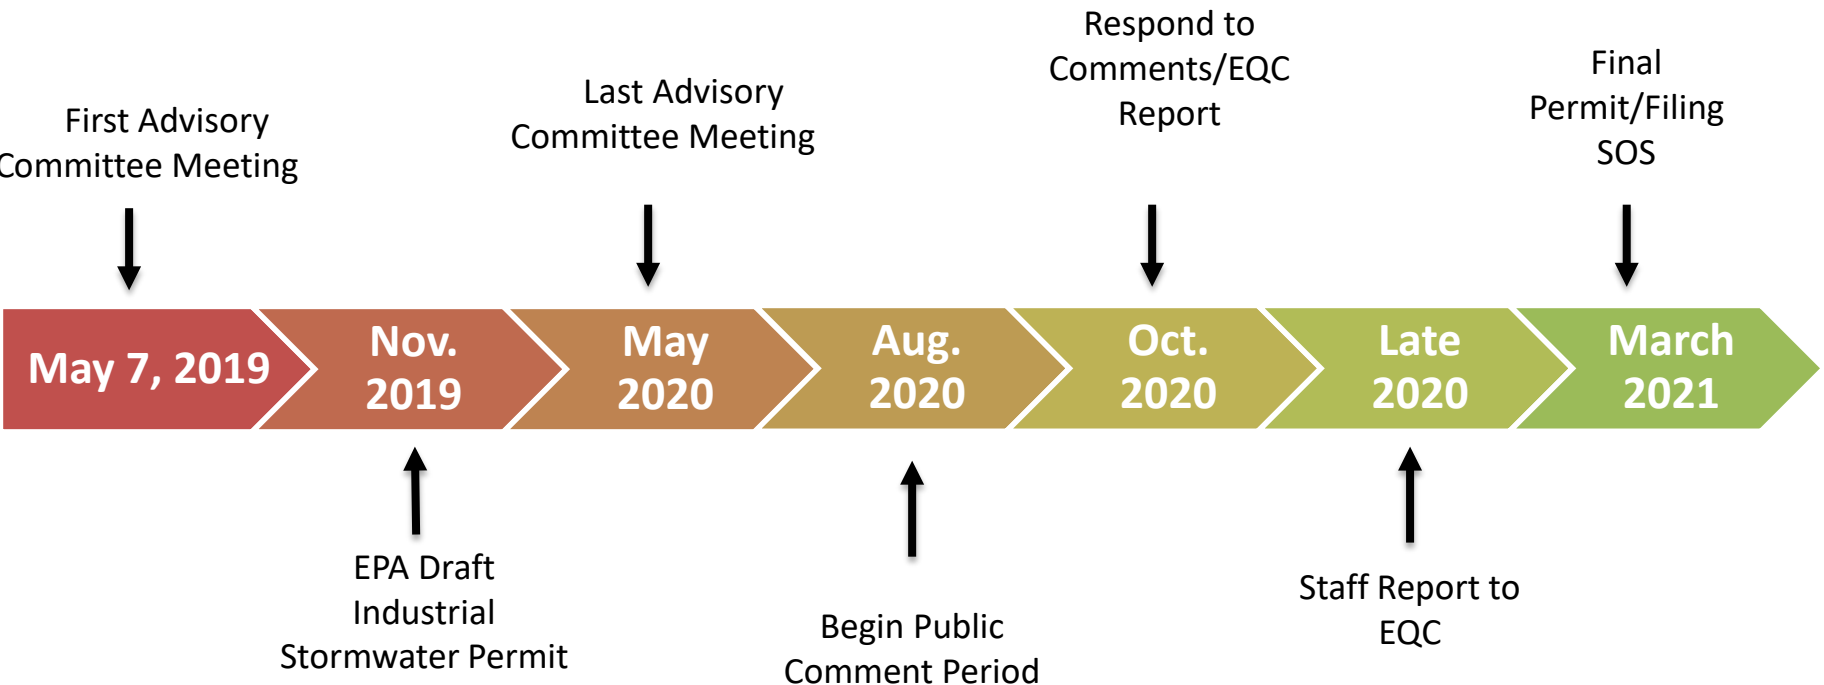 First Advisory
Committee Meeting
Last Advisory
Committee Meeting
Respond to
Comments/EQC
Report
Final
Permit/Filing
SOS
May 7, 2019
Nov.
2019
May
2020
Aug.
2020
Oct.
2020
Late
2020
March
2021
EPA Draft
Industrial
Stormwater Permit
Begin Public
Comment Period
Staff Report to
EQC